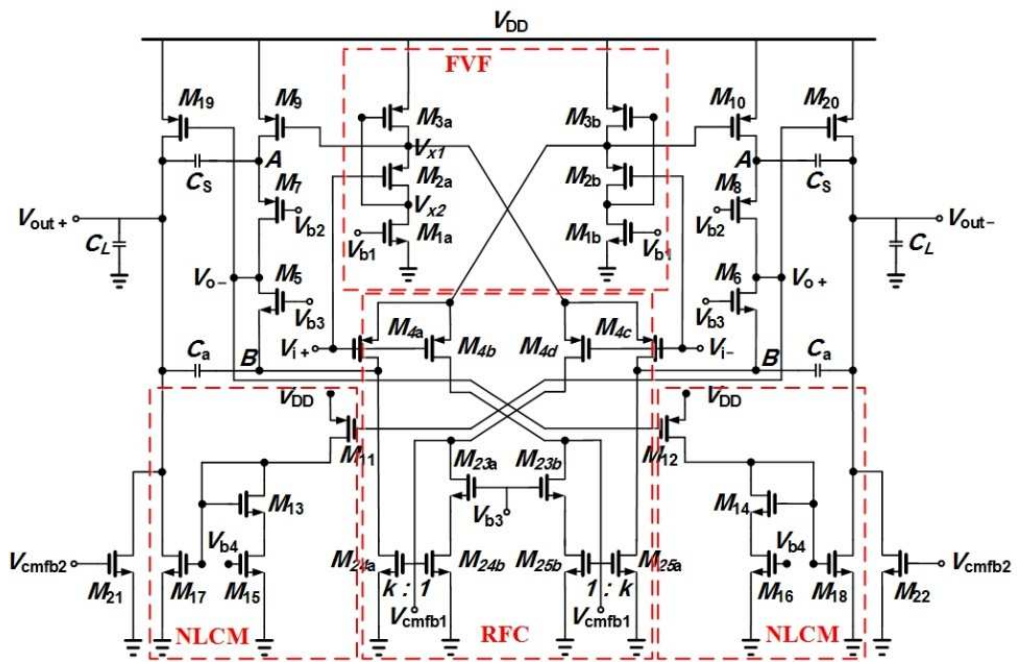 VDD
FVF
M19
M9
M3a
M3b
M10
M20
Vx1
A
A
CS
CS
M2a
M2b
M7
M8
Vb2
Vx2
Vb2
Vout+
M1a
M1b
Vout−
CL
Vb1
Vb1
CL
Vo−
M5
M6
Vo+
Vb3
Vb3
M4a
M4b
M4d
M4c
Vi+
Vi−
Ca
B
B
Ca
VDD
VDD
M11
M12
M23a
M23b
M13
M14
Vb3
Vb4
Vb4
Vcmfb2
M24a
M24b
M25b
M25a
Vcmfb2
k : 1
1 : k
M21
M17
M15
Vcmfb1
Vcmfb1
M16
M18
M22
NLCM
RFC
NLCM